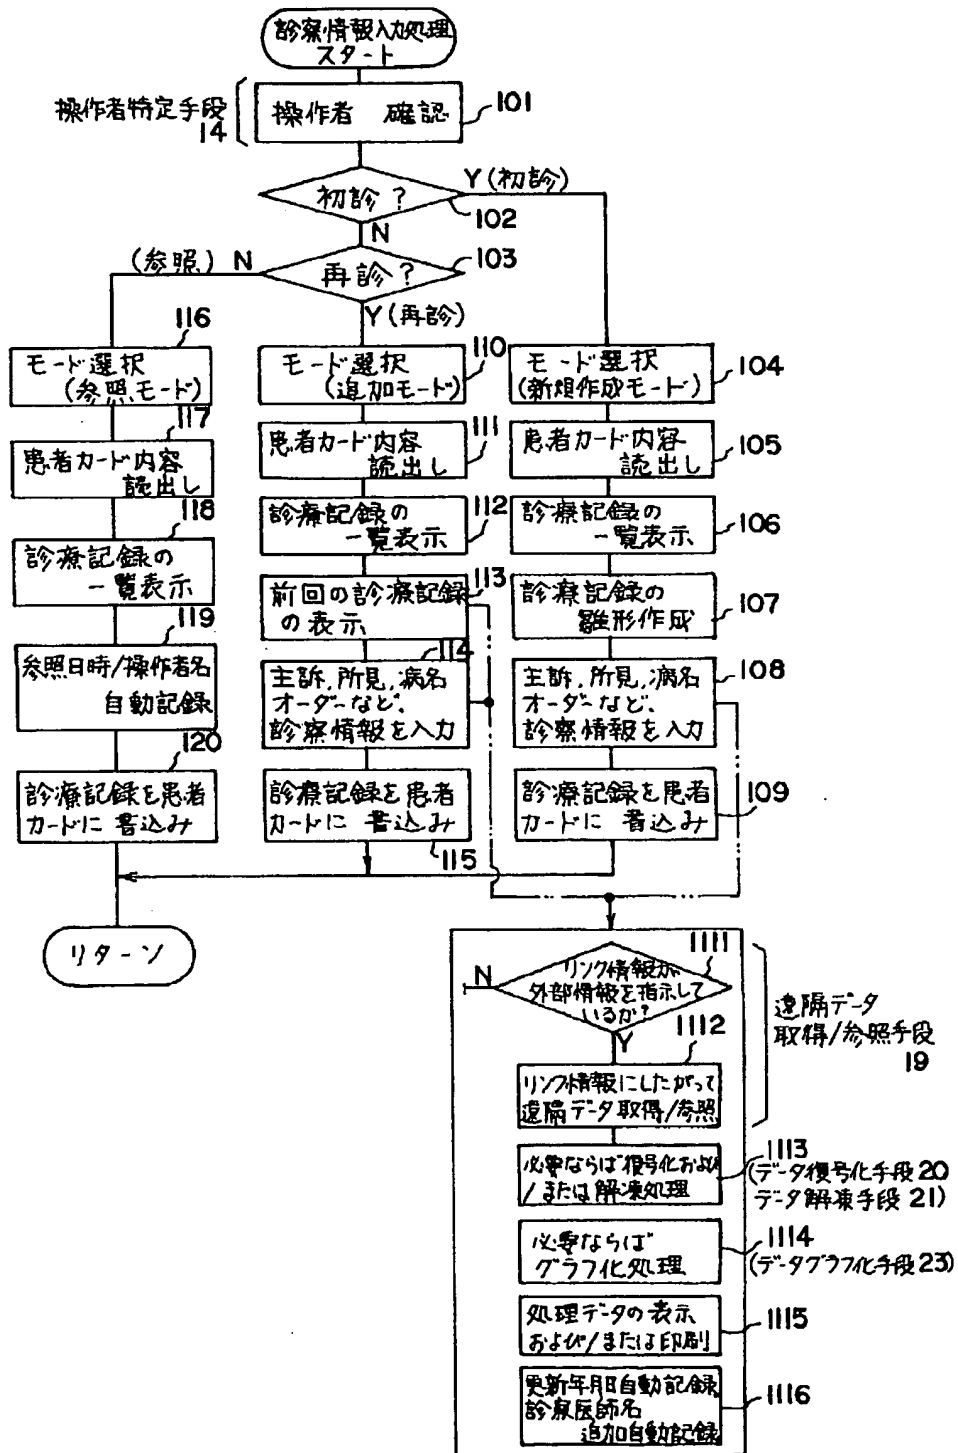 診察情報入力処理
スタート
操作者特定手段
14
操作者 確認
101
初診?
Y(初診)
102
N
(参照) N
再診?
103
Y(再診)
116
モード選択
(参照モード)
モード選択
(追加モード)
110
モード選択
(新規作成モード)
104
117
患者カード内容
読出し
患者カード内容
読出し
111
患者カード内容
読出し
105
118
診療記録の
一覧表示
診療記録の
一覧表示
112
診療記録の
一覧表示
106
119
参照日時/操作者名
自動記録
前回の診療記録
の表示
113
診療記録の
雛形作成
107
114
主訴,所見,病名
オーダーなど、
診察情報を入力
主訴,所見,病名
オーダーなど、
診察情報を入力
108
120
診療記録を患者
カードに書込み
診療記録を患者
カードに書込み
115
診療記録を患者
カードに書込み
109
リターン
1111
N
リンク情報が
外部情報を指示して
いるか?
Y
遠隔データ
取得/参照手段
19
1112
リンク情報にしたがって
遠隔データ取得/参照
必要ならば復号化および
/または解凍処理
1113
(データ復号化手段20
データ解凍手段21)
必要ならば
グラフ化処理
1114
(データグラフ化手段23)
処理データの表示
および/または印刷
1115
更新年月日自動記録
診察医師名
追加自動記録
1116